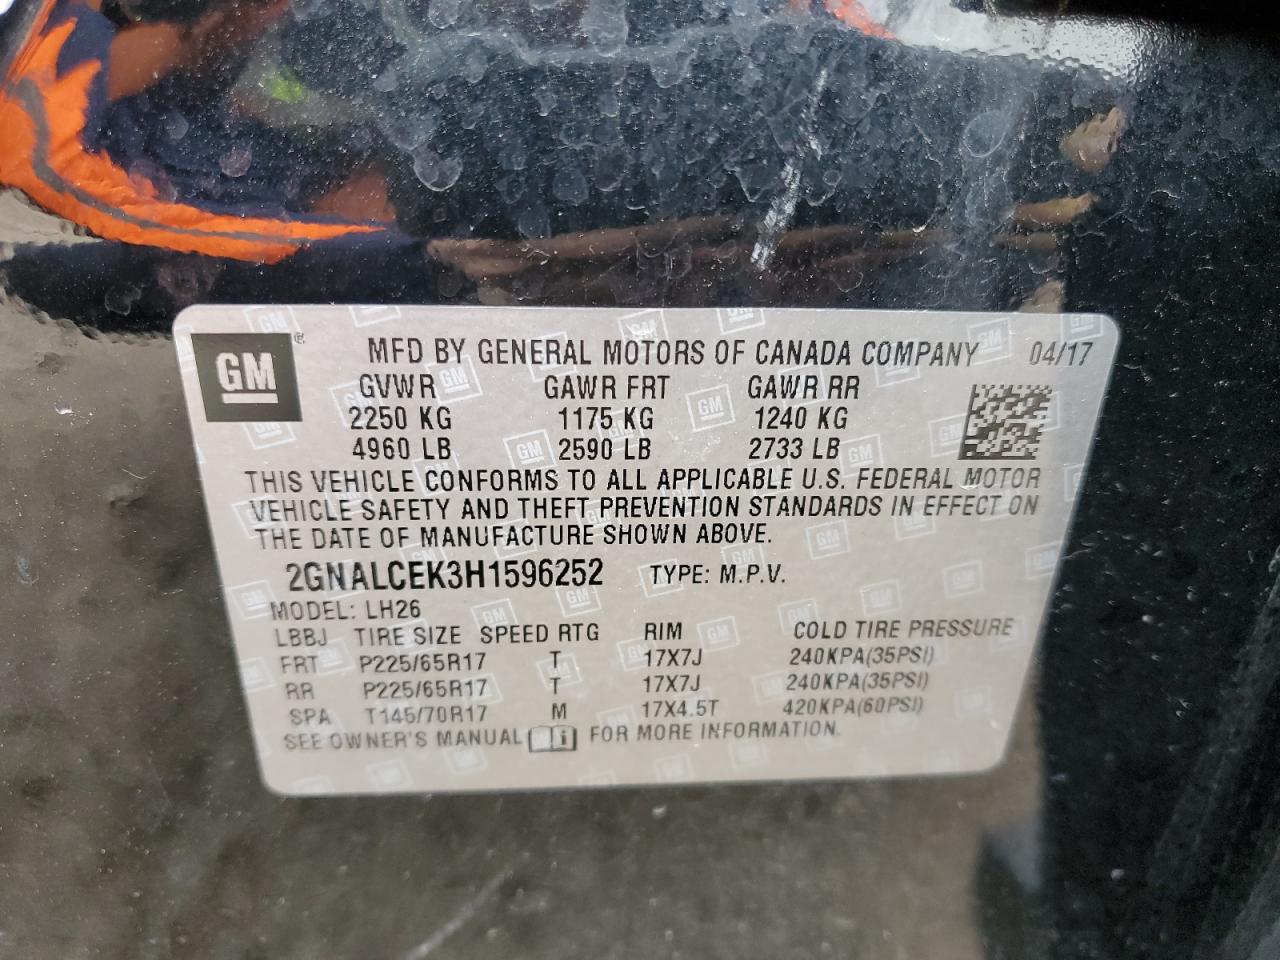 GM ® MFD BY GENERAL MOTORS OF CANADA COMPANY 04/17
GVWR GAWR FRT GAWR RR
2250 KG 1175 KG 1240 KG
4960 LB 2590 LB 2733 LB
THIS VEHICLE CONFORMS TO ALL APPLICABLE U.S. FEDERAL MOTOR
VEHICLE SAFETY AND THEFT PREVENTION STANDARDS IN EFFECT ON
THE DATE OF MANUFACTURE SHOWN ABOVE.
2GNALCEK3H1596252 TYPE: M.P.V.
MODEL: LH26
LBBJ TIRE SIZE SPEED RTG RIM COLD TIRE PRESSURE
FRT P225/65R17 T 17X7J 240KPA(35PSI)
RR P225/65R17 T 17X7J 240KPA(35PSI)
SPA T145/70R17 M 17X4.5T 420KPA(60PSI)
SEE OWNER'S MANUAL i FOR MORE INFORMATION.